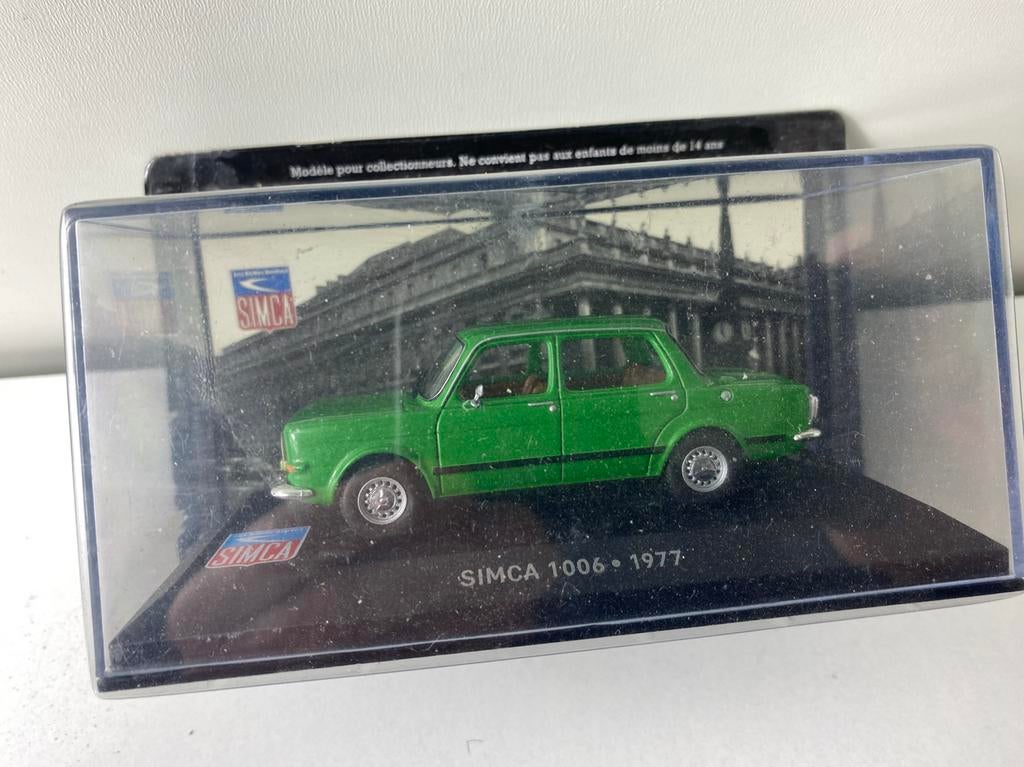 Modèle pour collectionneurs. Ne convient pas aux enfants de moins de 14 ans
SIMCA
SIMCA
SIMCA 1006 • 1977